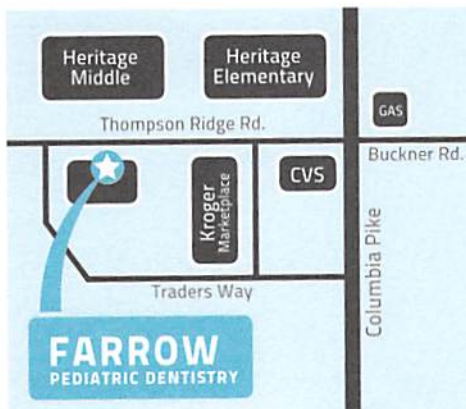 Heritage
Middle
Heritage
Elementary
GAS
Thompson Ridge Rd.
Buckner Rd.
Kroger
Marketplace
CVS
Columbia Pike
Traders Way
FARROW
PEDIATRIC DENTISTRY